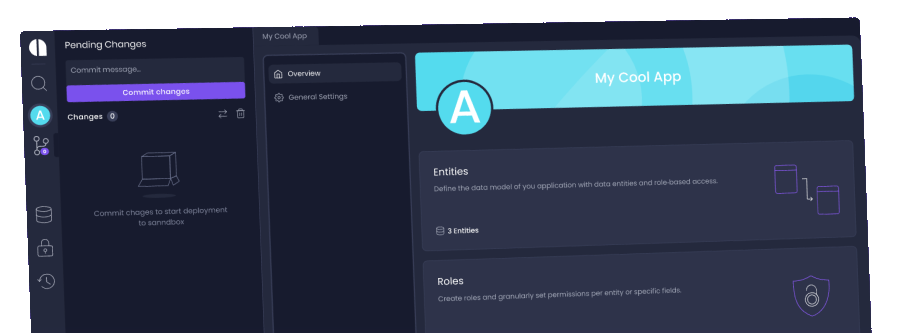 Pending Changes
Commit message...
Commit changes
Changes 0
Commit chages to start deployment
to sanndbox
A
0
My Cool App
Overview
General Settings
My Cool App
A
Entities
Define the data model of you application with data entities and role-based access.
3 Entities
Roles
Create roles and granularly set permissions per entity or specific fields.